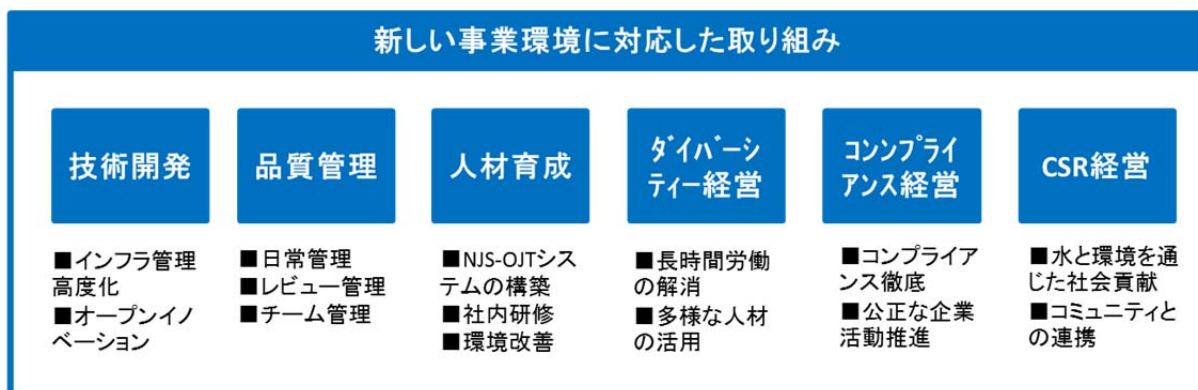 新しい事業環境に対応した取り組み
技術開発
■インフラ管理
高度化
■オープンイノ
ベーション
品質管理
■日常管理
■レビュー管理
■チーム管理
人材育成
■NJS-OJTシス
テムの構築
■社内研修
■環境改善
ﾀﾞｲﾊﾞｰｼ
ﾃｨｰ経営
■長時間労働
の解消
■多様な人材
の活用
ｺﾝﾝﾌﾟﾗｲ
ｱﾝｽ経営
■コンプライア
ンス徹底
■公正な企業
活動推進
CSR経営
■水と環境を通
じた社会貢献
■コミュニティと
の連携